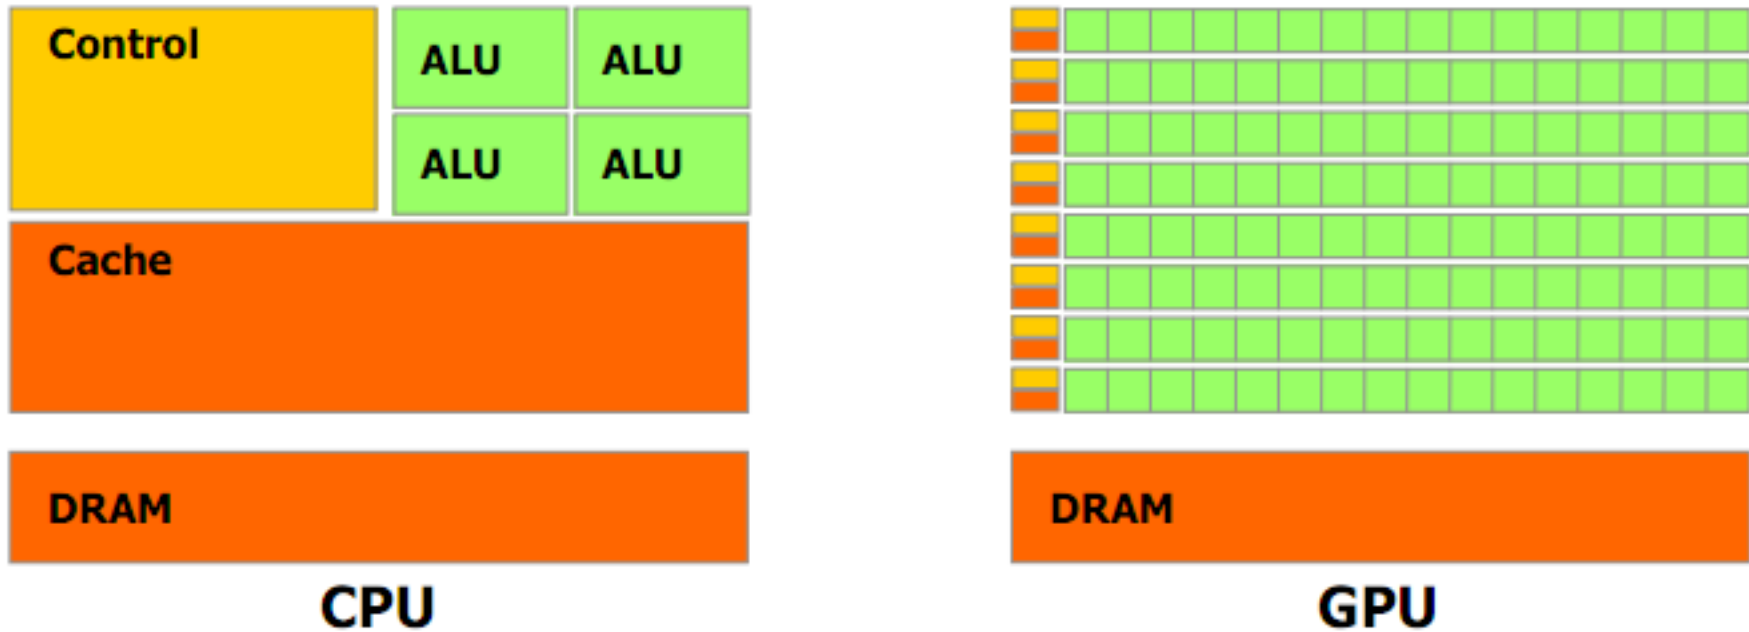 Control
ALU ALU
ALU ALU
Cache
DRAM
CPU
DRAM
GPU